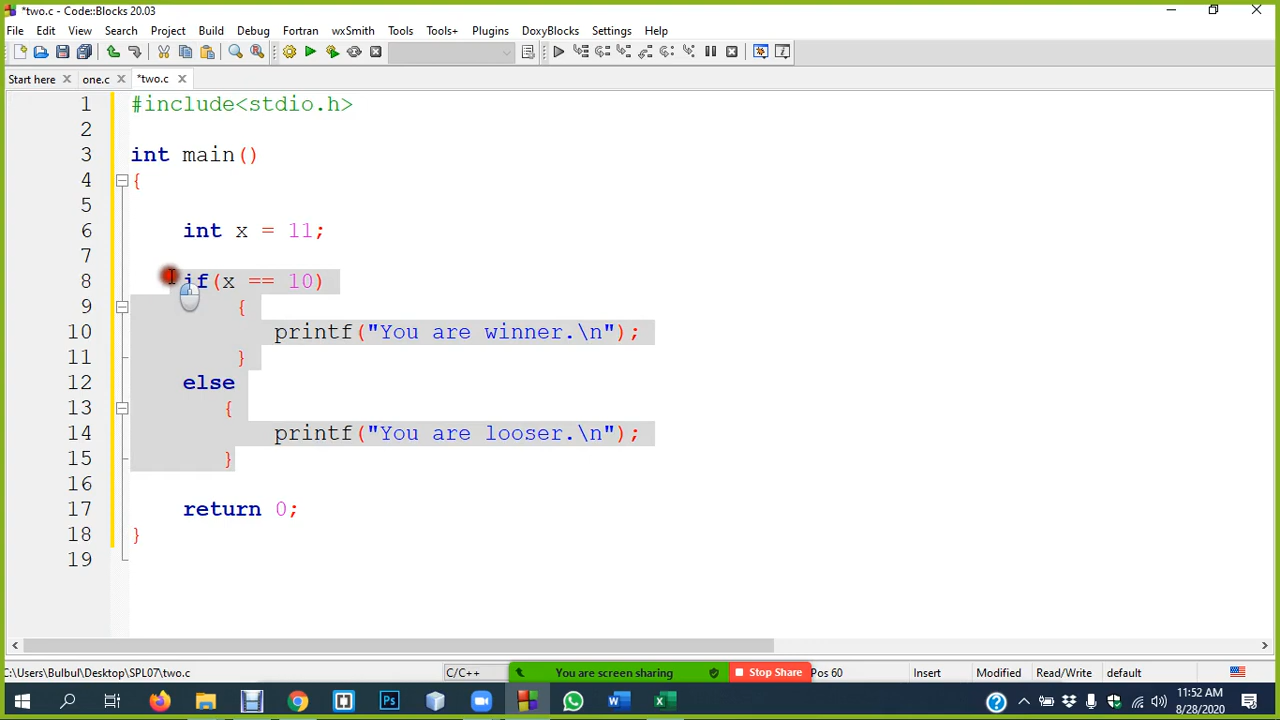 *two.c - Code::Blocks 20.03
File Edit View Search Project Build Debug Fortran wxSmith Tools Tools+ Plugins DoxyBlocks Settings Help
Start here one.c *two.c
1 #include<stdio.h>
2
3 int main()
4 {
5
6 int x = 11;
7
8 if(x == 10)
9 {
10 printf("You are winner.\n");
11 }
12 else
13 {
14 printf("You are looser.\n");
15 }
16
17 return 0;
18 }
19
C:\Users\Bulbul\Desktop\SPL07\two.c C/C++ You are screen sharing Stop Share Pos 60 Insert Modified Read/Write default
11:52 AM
8/28/2020